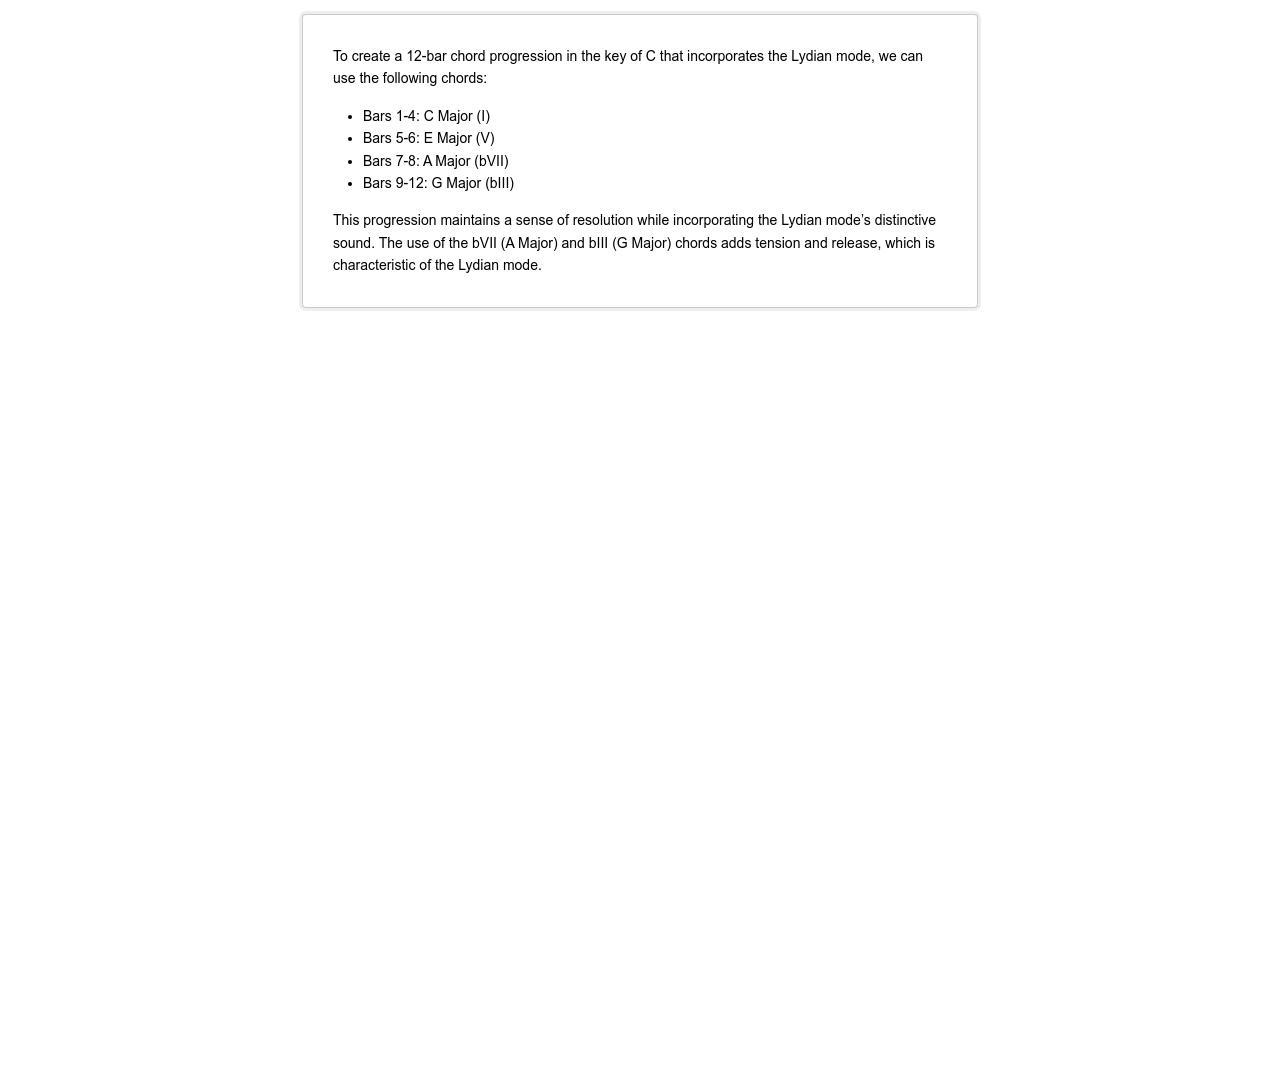 To create a 12-bar chord progression in the key of C that incorporates the Lydian mode, we can
use the following chords:
• Bars 1-4: C Major (I)
• Bars 5-6: E Major (V)
• Bars 7-8: A Major (bVII)
• Bars 9-12: G Major (bIII)
This progression maintains a sense of resolution while incorporating the Lydian mode’s distinctive
sound. The use of the bVII (A Major) and bIII (G Major) chords adds tension and release, which is
characteristic of the Lydian mode.